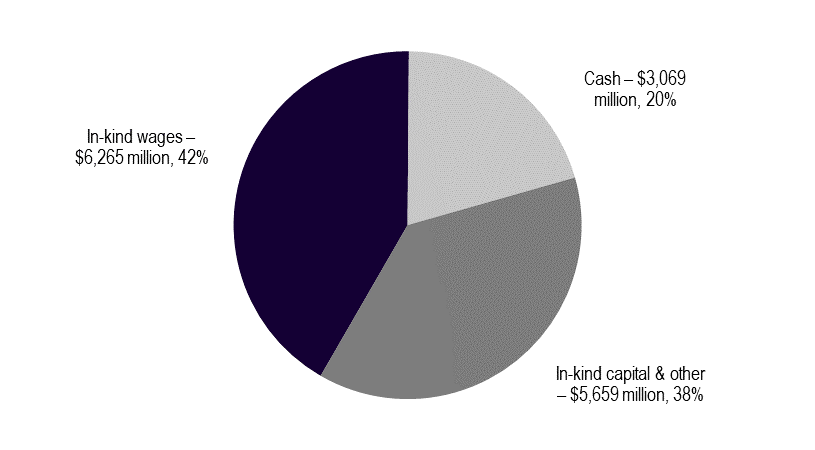 Cash – $3,069
million, 20%
In-kind wages –
$6,265 million, 42%
In-kind capital & other
– $5,659 million, 38%